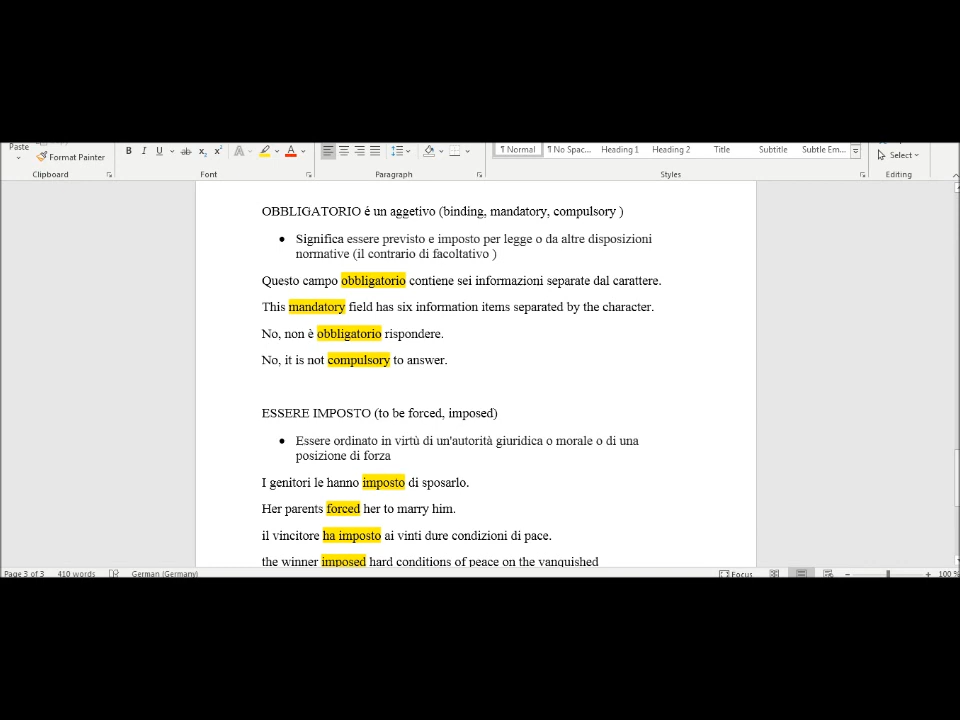 Paste
Format Painter
B I U ab x₂ x² A A
¶ Normal ¶ No Spac... Heading 1 Heading 2 Title Subtitle Subtle Em...
Select
Clipboard Font Paragraph Styles Editing
OBBLIGATORIO é un aggetivo (binding, mandatory, compulsory )
• Significa essere previsto e imposto per legge o da altre disposizioni
normative (il contrario di facoltativo )
Questo campo obbligatorio contiene sei informazioni separate dal carattere.
This mandatory field has six information items separated by the character.
No, non è obbligatorio rispondere.
No, it is not compulsory to answer.
ESSERE IMPOSTO (to be forced, imposed)
• Essere ordinato in virtù di un'autorità giuridica o morale o di una
posizione di forza
I genitori le hanno imposto di sposarlo.
Her parents forced her to marry him.
il vincitore ha imposto ai vinti dure condizioni di pace.
the winner imposed hard conditions of peace on the vanquished
Page 3 of 3 410 words German (Germany) Focus 100 %